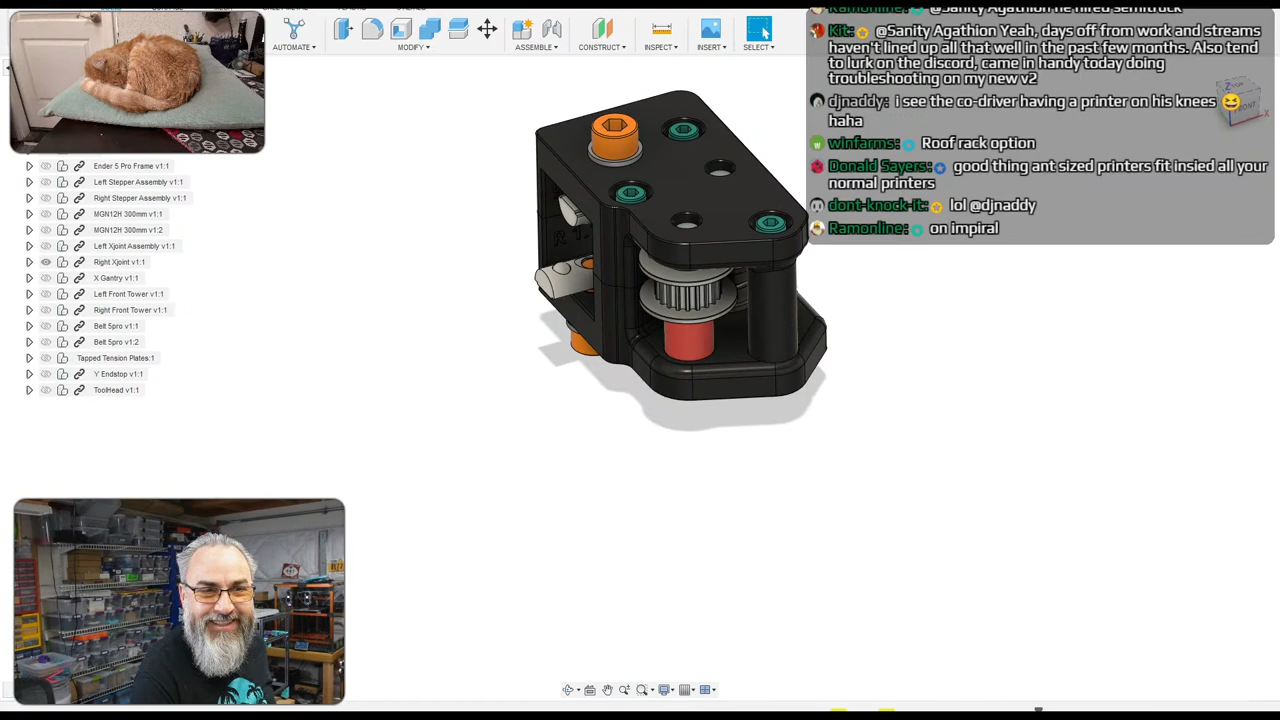 AUTOMATE
MODIFY
ASSEMBLE
CONSTRUCT
INSPECT
INSERT
SELECT
Kit: @Sanity Agathion Yeah, days off from work and streams
haven't lined up all that well in the past few months. Also tend
to lurk on the discord, came in handy today doing
troubleshooting on my new v2
djnaddy: i see the co-driver having a printer on his knees
haha
winfarms: Roof rack option
Donald Sayers: good thing ant sized printers fit insied all your
normal printers
dont-knock-it: lol @djnaddy
Ramonline: on impiral
Z
FRONT
X
Ender 5 Pro Frame v1:1
Left Stepper Assembly v1:1
Right Stepper Assembly v1:1
MGN12H 300mm v1:1
MGN12H 300mm v1:2
Left Xjoint Assembly v1:1
Right Xjoint v1:1
X Gantry v1:1
Left Front Tower v1:1
Right Front Tower v1:1
Belt 5pro v1:1
Belt 5pro v1:2
Tapped Tension Plates:1
Y Endstop v1:1
ToolHead v1:1